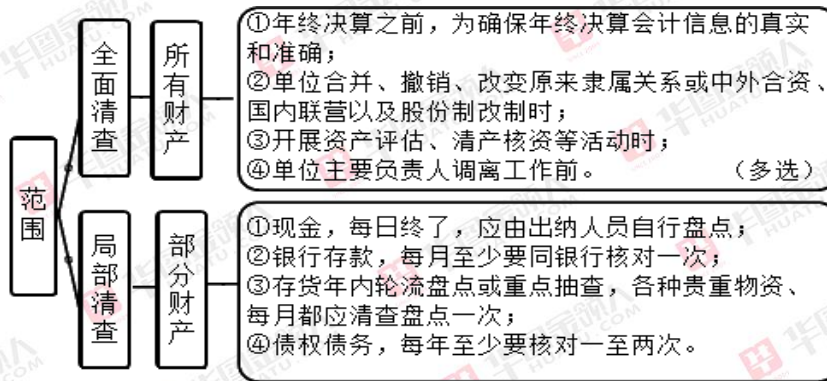 范围
全面清查
所有财产
①年终决算之前，为确保年终决算会计信息的真实
和准确；
②单位合并、撤销、改变原来隶属关系或中外合资、
国内联营以及股份制改制时；
③开展资产评估、清产核资等活动时；
④单位主要负责人调离工作前。 （多选）
局部清查
部分财产
①现金，每日终了，应由出纳人员自行盘点；
②银行存款，每月至少要同银行核对一次；
③存货年内轮流盘点或重点抽查，各种贵重物资、
每月都应清查盘点一次；
④债权债务，每年至少要核对一至两次。
华图金领人
HUATU.COM